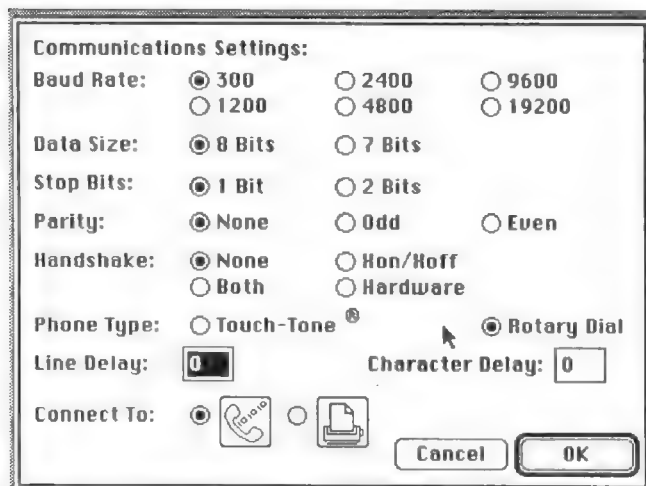 Communications Settings:
Baud Rate: 300 2400 9600
1200 4800 19200
Data Size: 8 Bits 7 Bits
Stop Bits: 1 Bit 2 Bits
Parity: None Odd Even
Handshake: None Xon/Xoff
Both Hardware
Phone Type: Touch-Tone ® Rotary Dial
Line Delay: 0 Character Delay: 0
Connect To:
Cancel OK